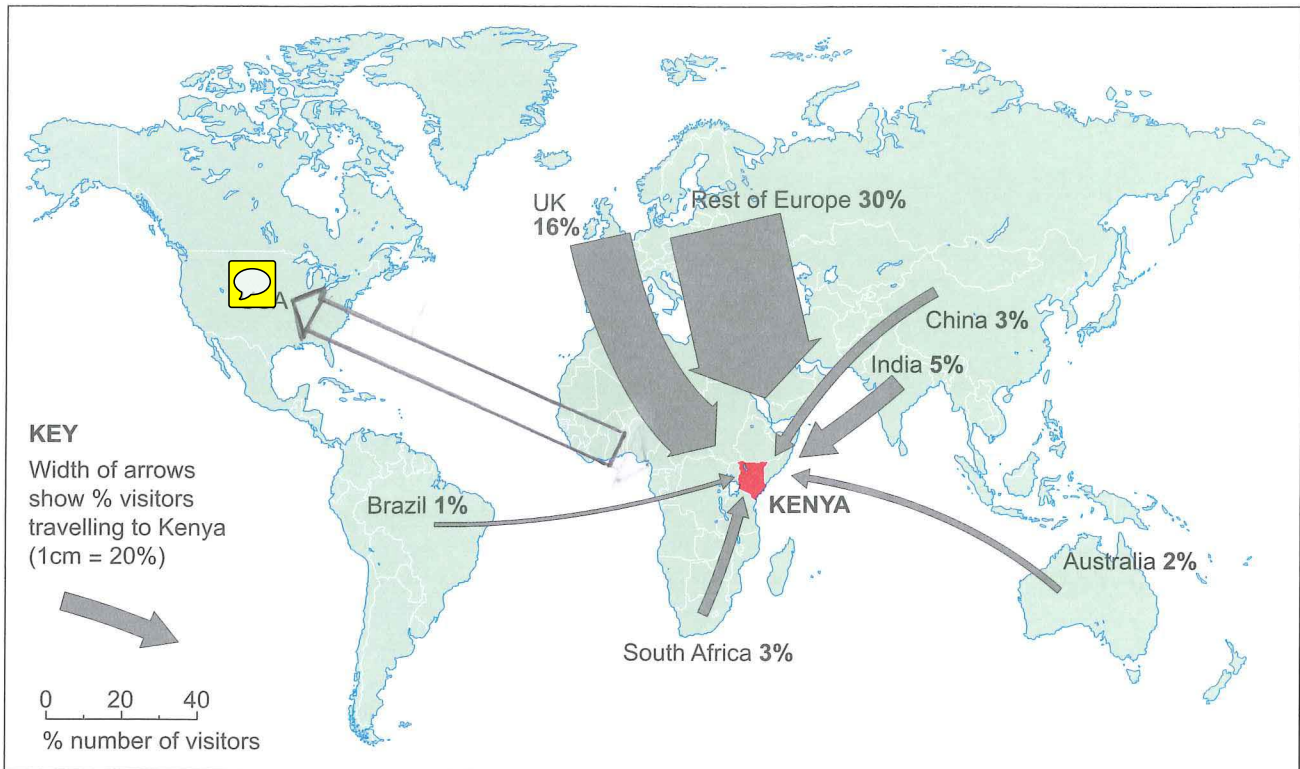 UK
16%
Rest of Europe 30%
China 3%
India 5%
KEY
Width of arrows
show % visitors
travelling to Kenya
(1cm = 20%)
Brazil 1%
KENYA
Australia 2%
South Africa 3%
0 20 40
% number of visitors